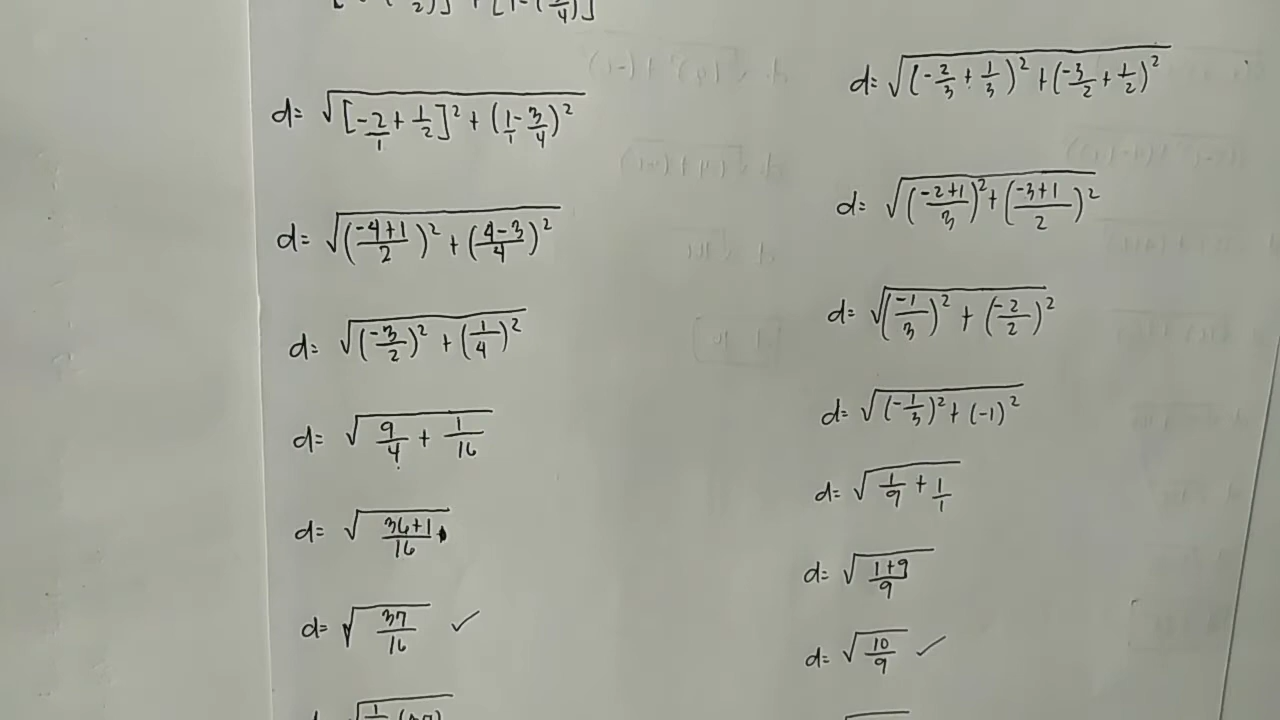 d= √[-2/1 + 1/2]² + (1/1 - 3/4)²
d= √(-4+1/2)² + (4-3/4)²
d= √(-3/2)² + (1/4)²
d= √9/4 + 1/16
d= √36+1/16
d= √37/16 ✓
d= √(-2/3 + 1/3)² + (-3/2 + 1/2)²
d= √(-2+1/3)² + (-3+1/2)²
d= √(-1/3)² + (-2/2)²
d= √(-1/3)² + (-1)²
d= √1/9 + 1/1
d= √1+9/9
d= √10/9 ✓